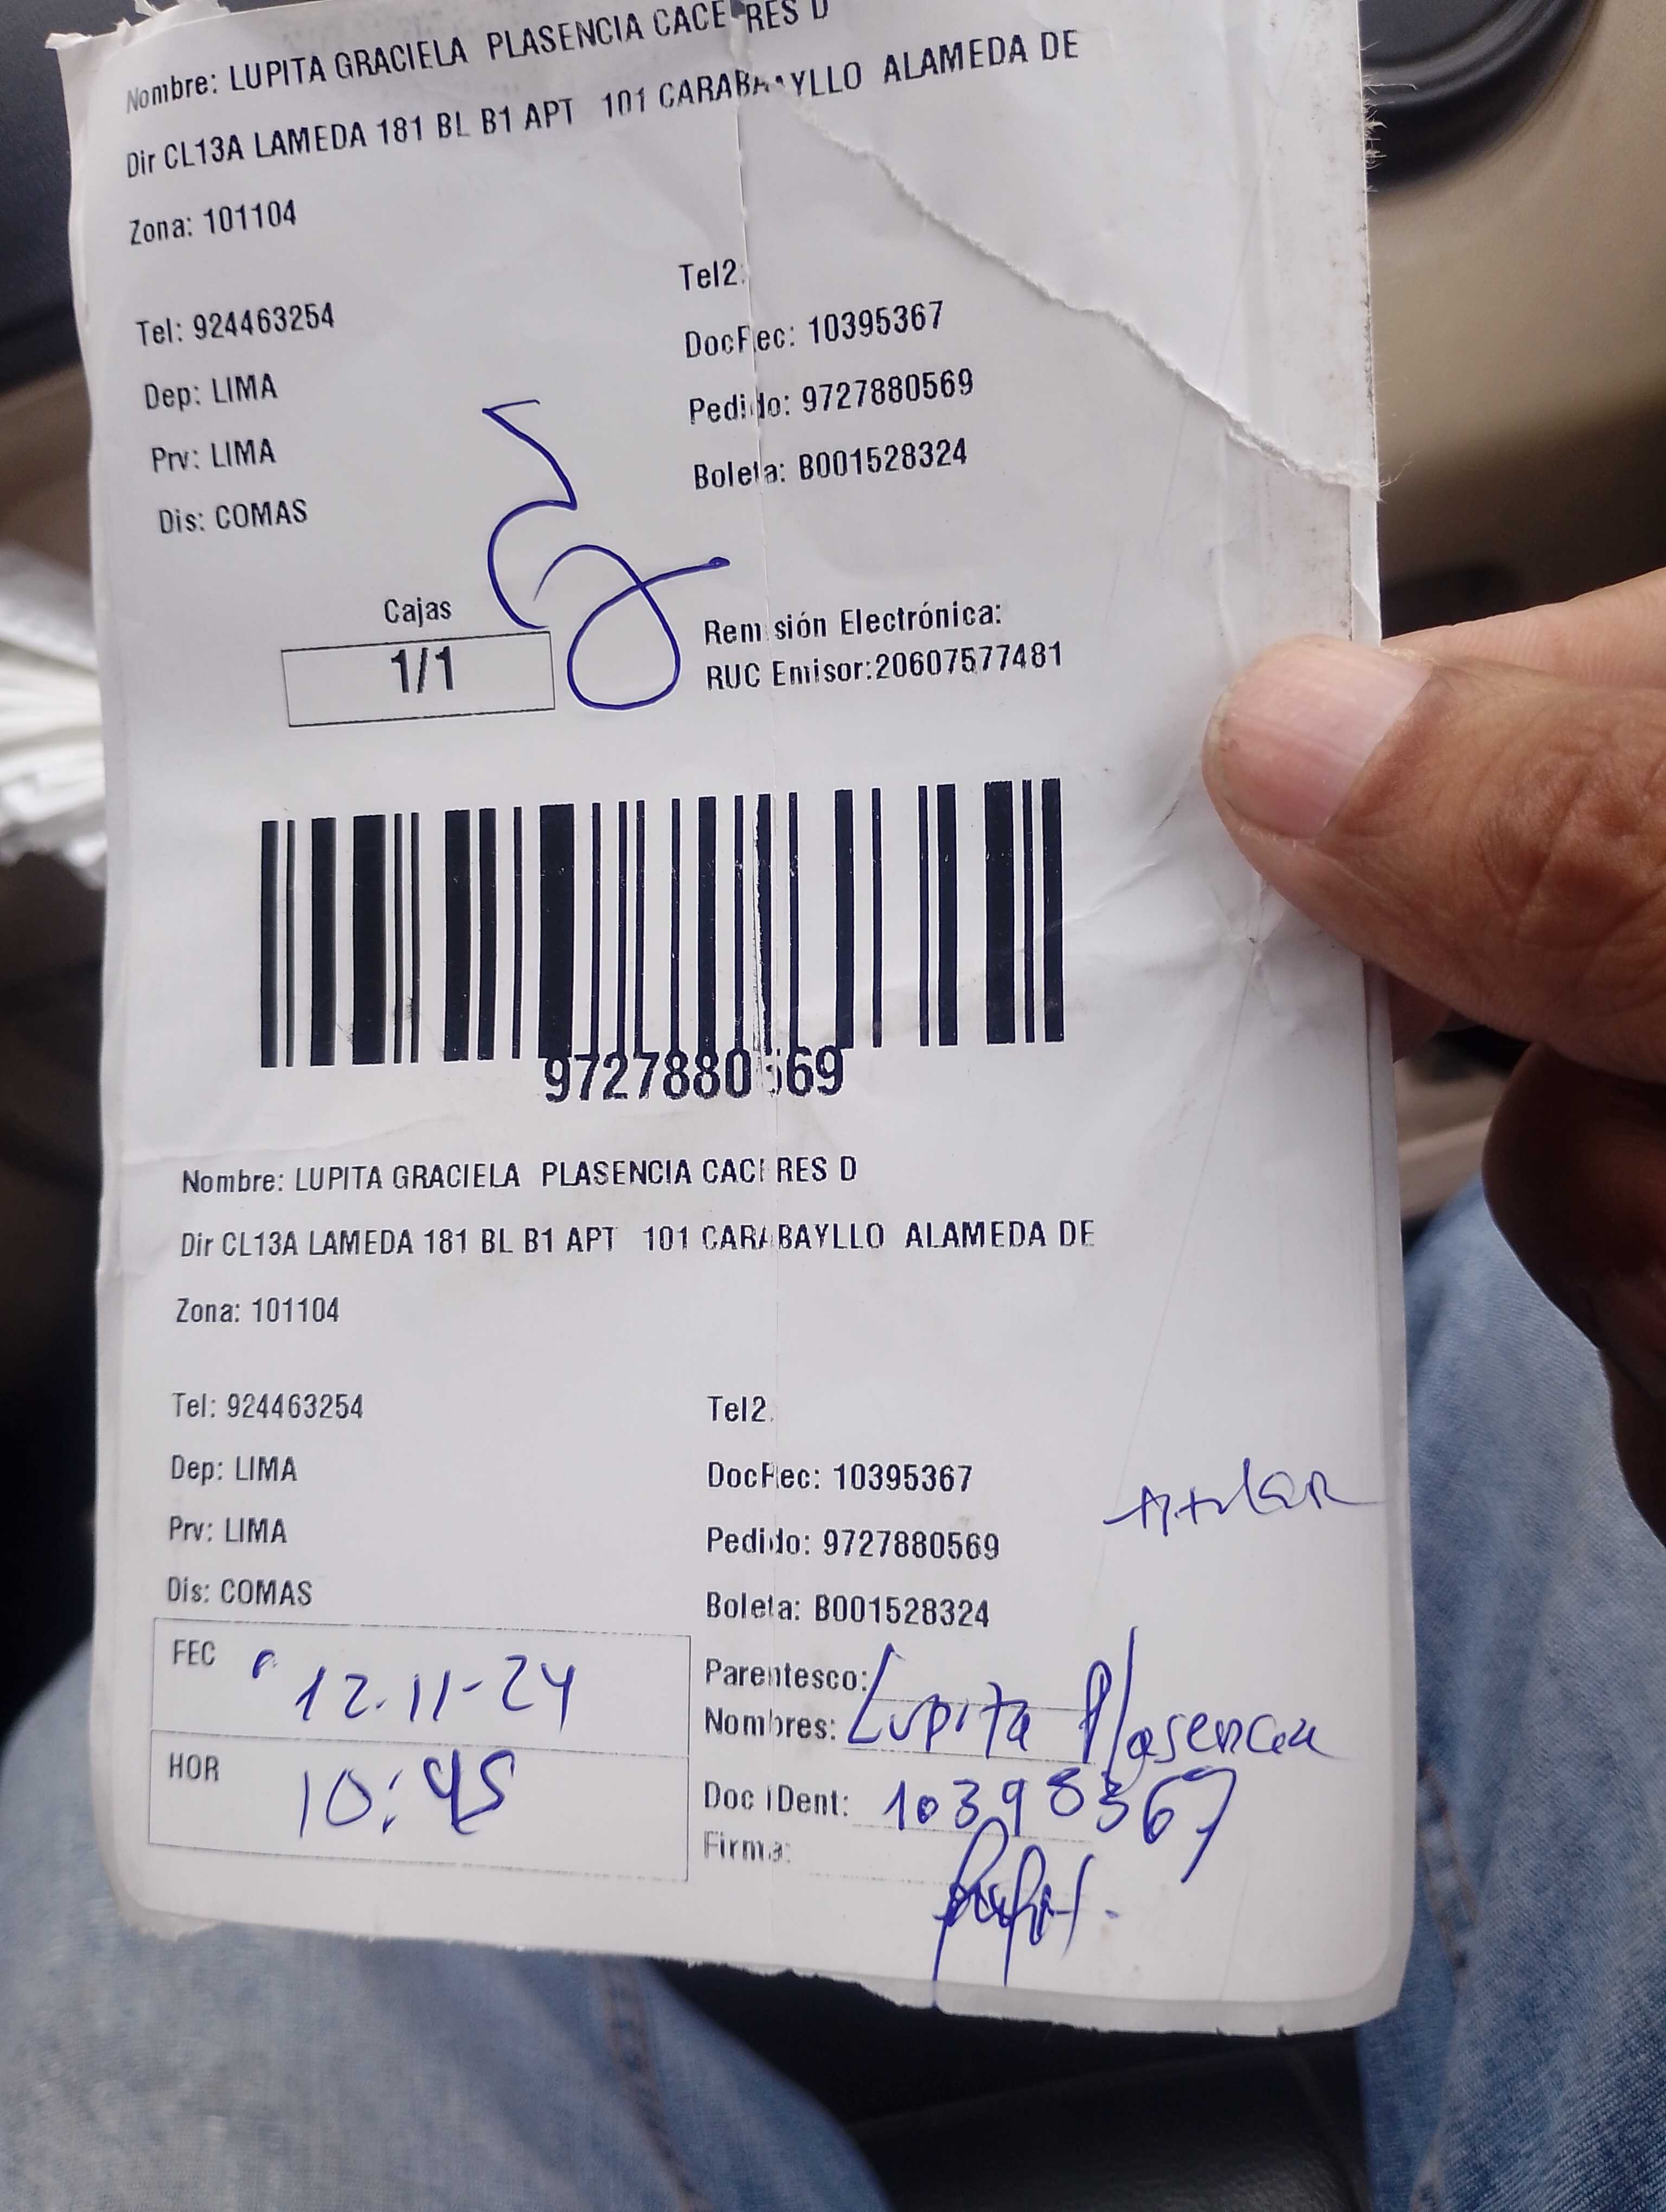 Nombre: LUPITA GRACIELA PLASENCIA CACERES D
Dir CL13A LAMEDA 181 BL B1 APT 101 CARABAYLLO ALAMEDA DE
Zona: 101104
Tel: 924463254 Tel2:
Dep: LIMA DocRec: 10395367
Prv: LIMA Pedido: 9727880569
Dis: COMAS Boleta: B001528324
Cajas
1/1
Remisión Electrónica:
RUC Emisor:20607577481
9727880569
Nombre: LUPITA GRACIELA PLASENCIA CACERES D
Dir CL13A LAMEDA 181 BL B1 APT 101 CARABAYLLO ALAMEDA DE
Zona: 101104
Tel: 924463254 Tel2:
Dep: LIMA DocRec: 10395367
Prv: LIMA Pedido: 9727880569
titular
Dis: COMAS Boleta: B001528324
FEC 12-11-24
Parentesco:
Nombres: Lupita Plasencia
HOR 10:45
Doc IDent: 10395367
Firma: